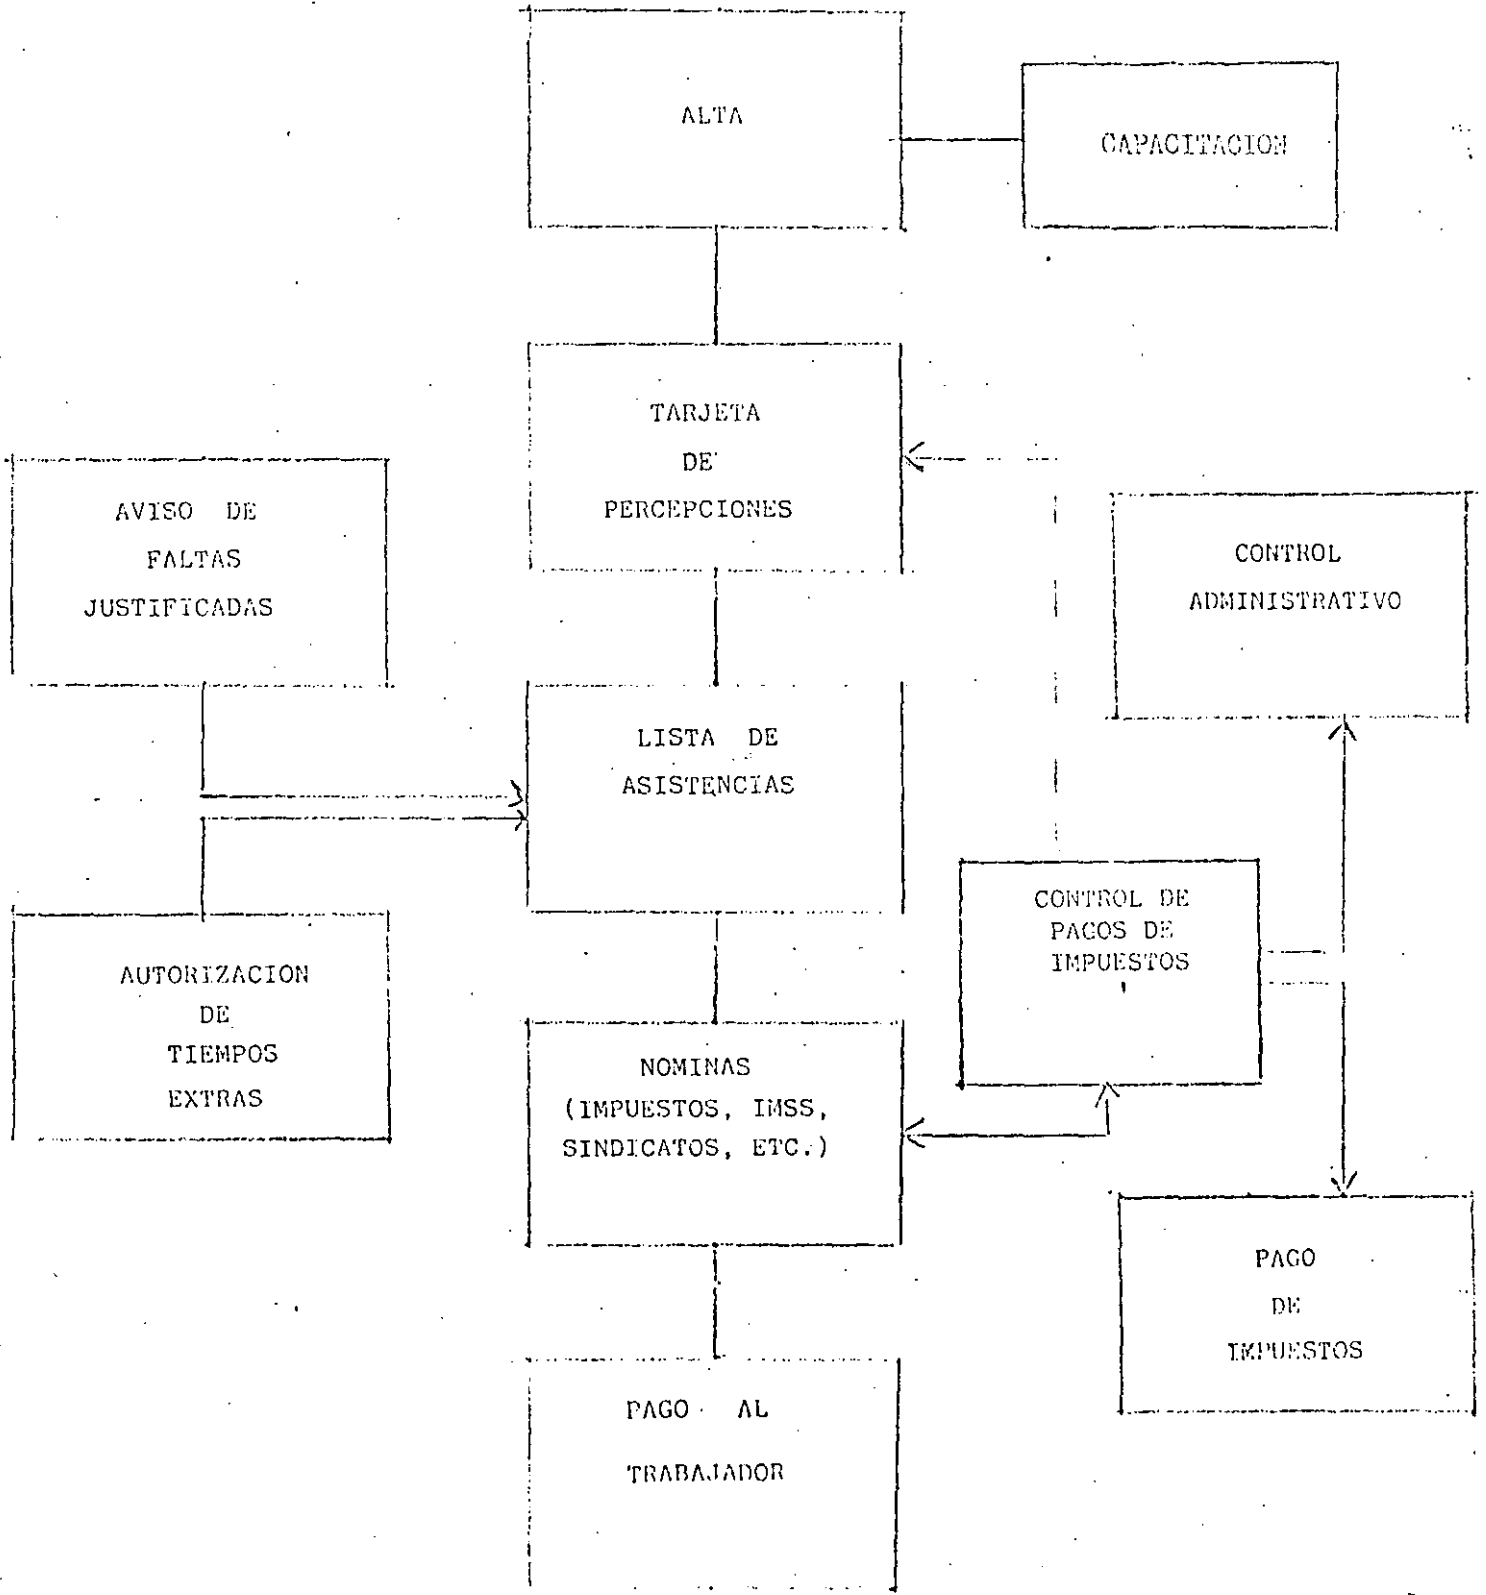 ALTA
CAPACITACION
TARJETA
DE
PERCEPCIONES
AVISO DE
FALTAS
JUSTIFICADAS
CONTROL
ADMINISTRATIVO
LISTA DE
ASISTENCIAS
CONTROL DE
PAGOS DE
IMPUESTOS
AUTORIZACION
DE
TIEMPOS
EXTRAS
NOMINAS
(IMPUESTOS, IMSS,
SINDICATOS, ETC.)
PAGO
DE
IMPUESTOS
PAGO AL
TRABAJADOR